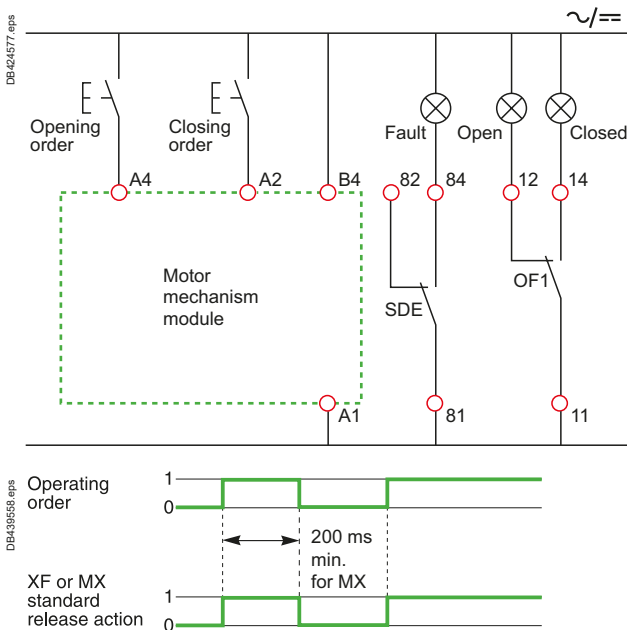 DB424577.eps
~/==
Opening
order
Closing
order
Fault
Open
Closed
A4
A2
B4
82
84
12
14
Motor
mechanism
module
SDE
OF1
A1
81
11
DB439558.eps
Operating
order
1
0
200 ms
min.
for MX
XF or MX
standard
release action
1
0